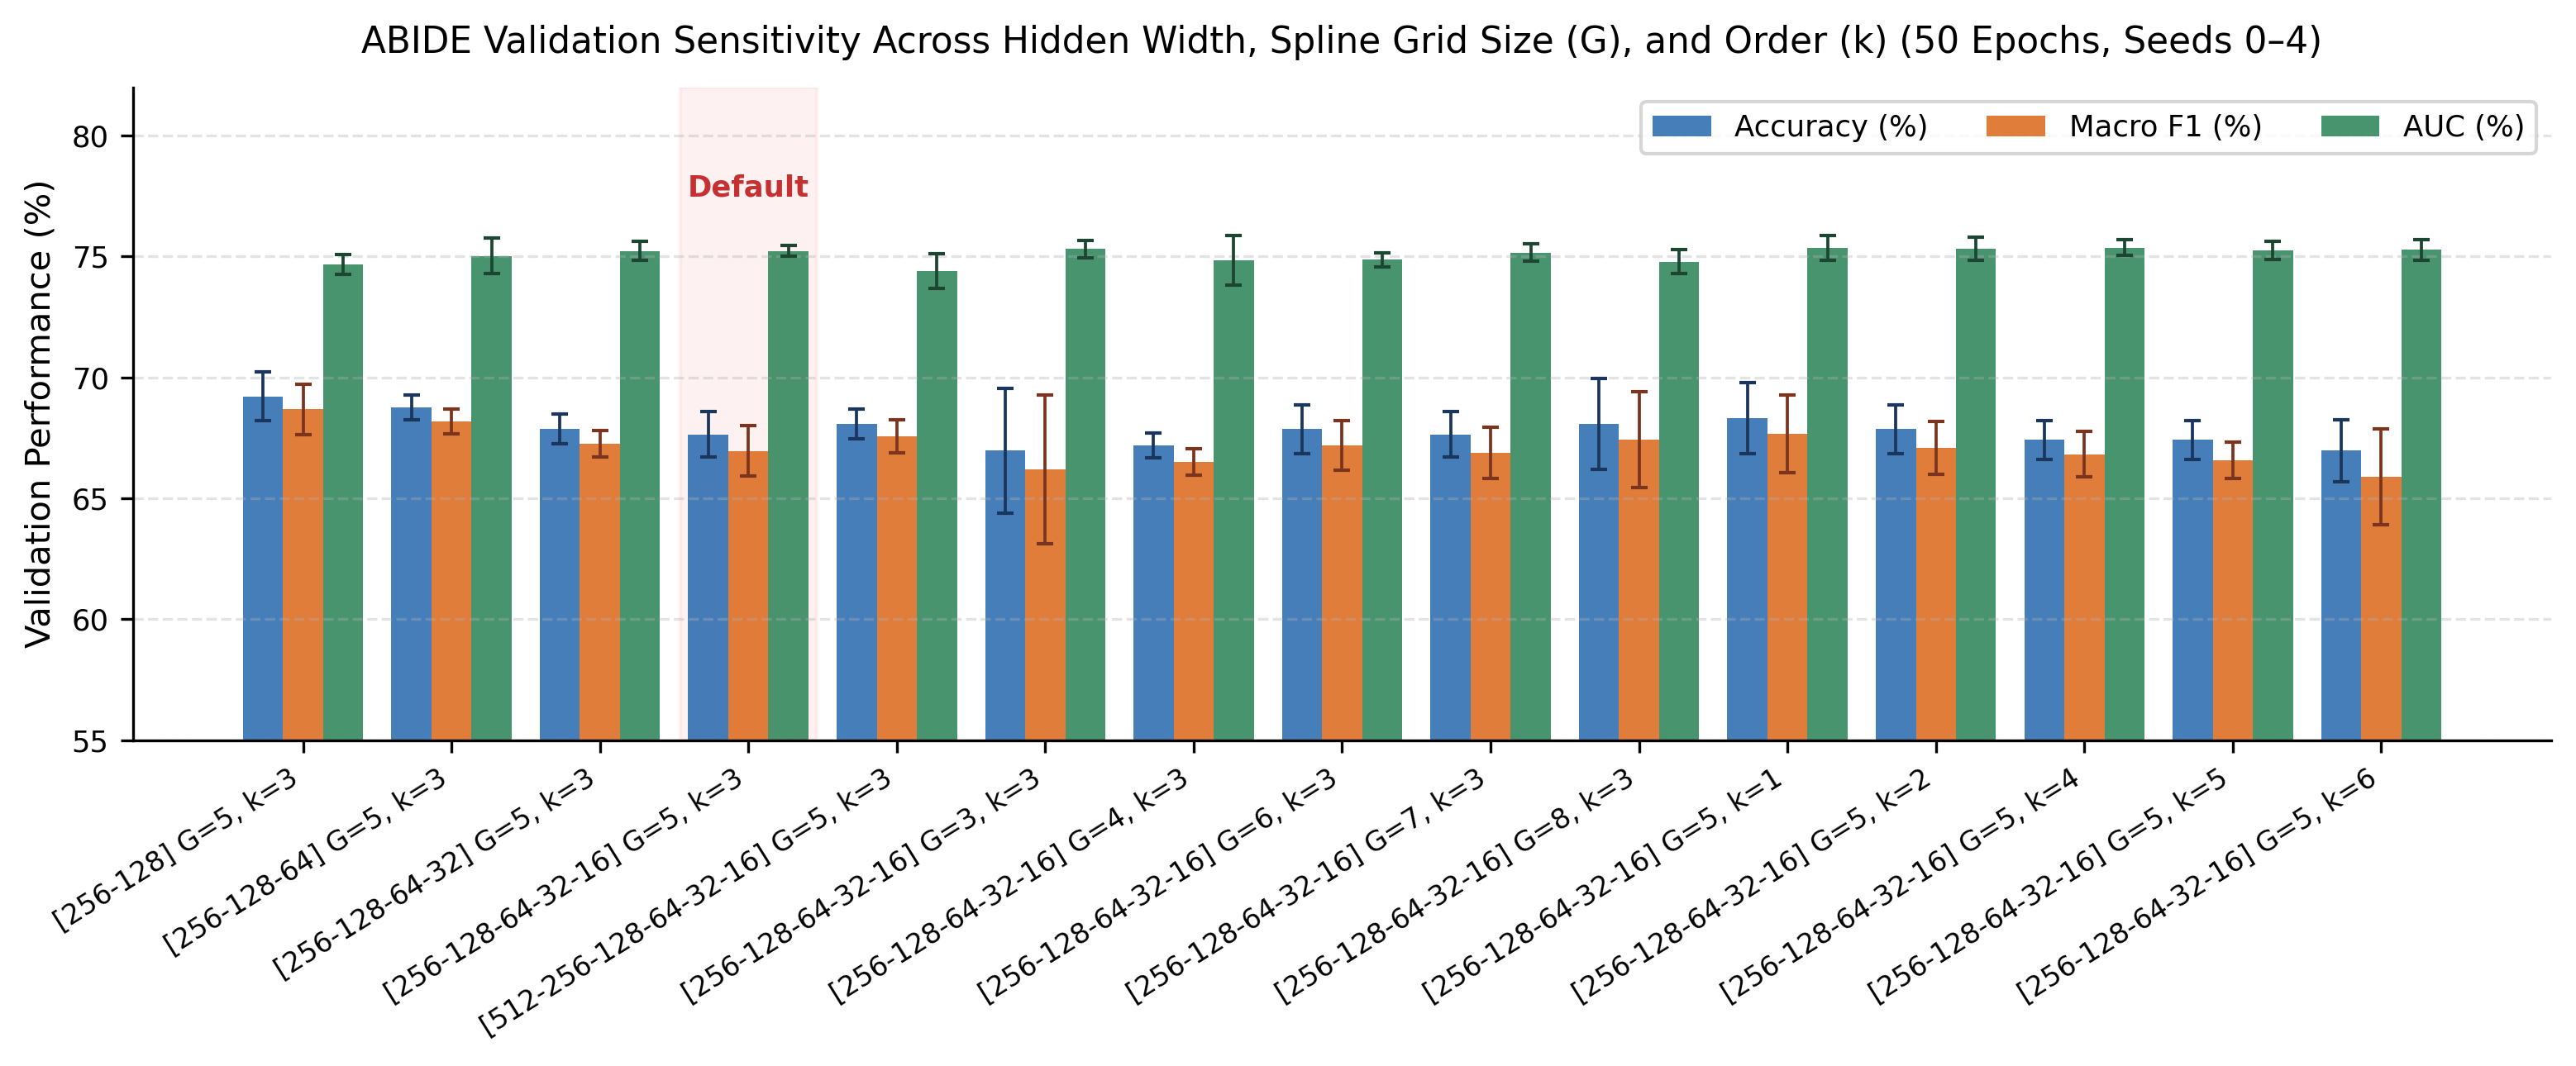 ABIDE Validation Sensitivity Across Hidden Width, Spline Grid Size (G), and Order (k) (50 Epochs, Seeds 0–4)
Accuracy (%) Macro F1 (%) AUC (%)
Default
Validation Performance (%)
80
75
70
65
60
55
[256-128] G=5, k=3
[256-128-64] G=5, k=3
[256-128-64-32] G=5, k=3
[256-128-64-32-16] G=5, k=3
[512-256-128-64-32-16] G=5, k=3
[256-128-64-32-16] G=3, k=3
[256-128-64-32-16] G=4, k=3
[256-128-64-32-16] G=6, k=3
[256-128-64-32-16] G=7, k=3
[256-128-64-32-16] G=8, k=3
[256-128-64-32-16] G=5, k=1
[256-128-64-32-16] G=5, k=2
[256-128-64-32-16] G=5, k=4
[256-128-64-32-16] G=5, k=5
[256-128-64-32-16] G=5, k=6